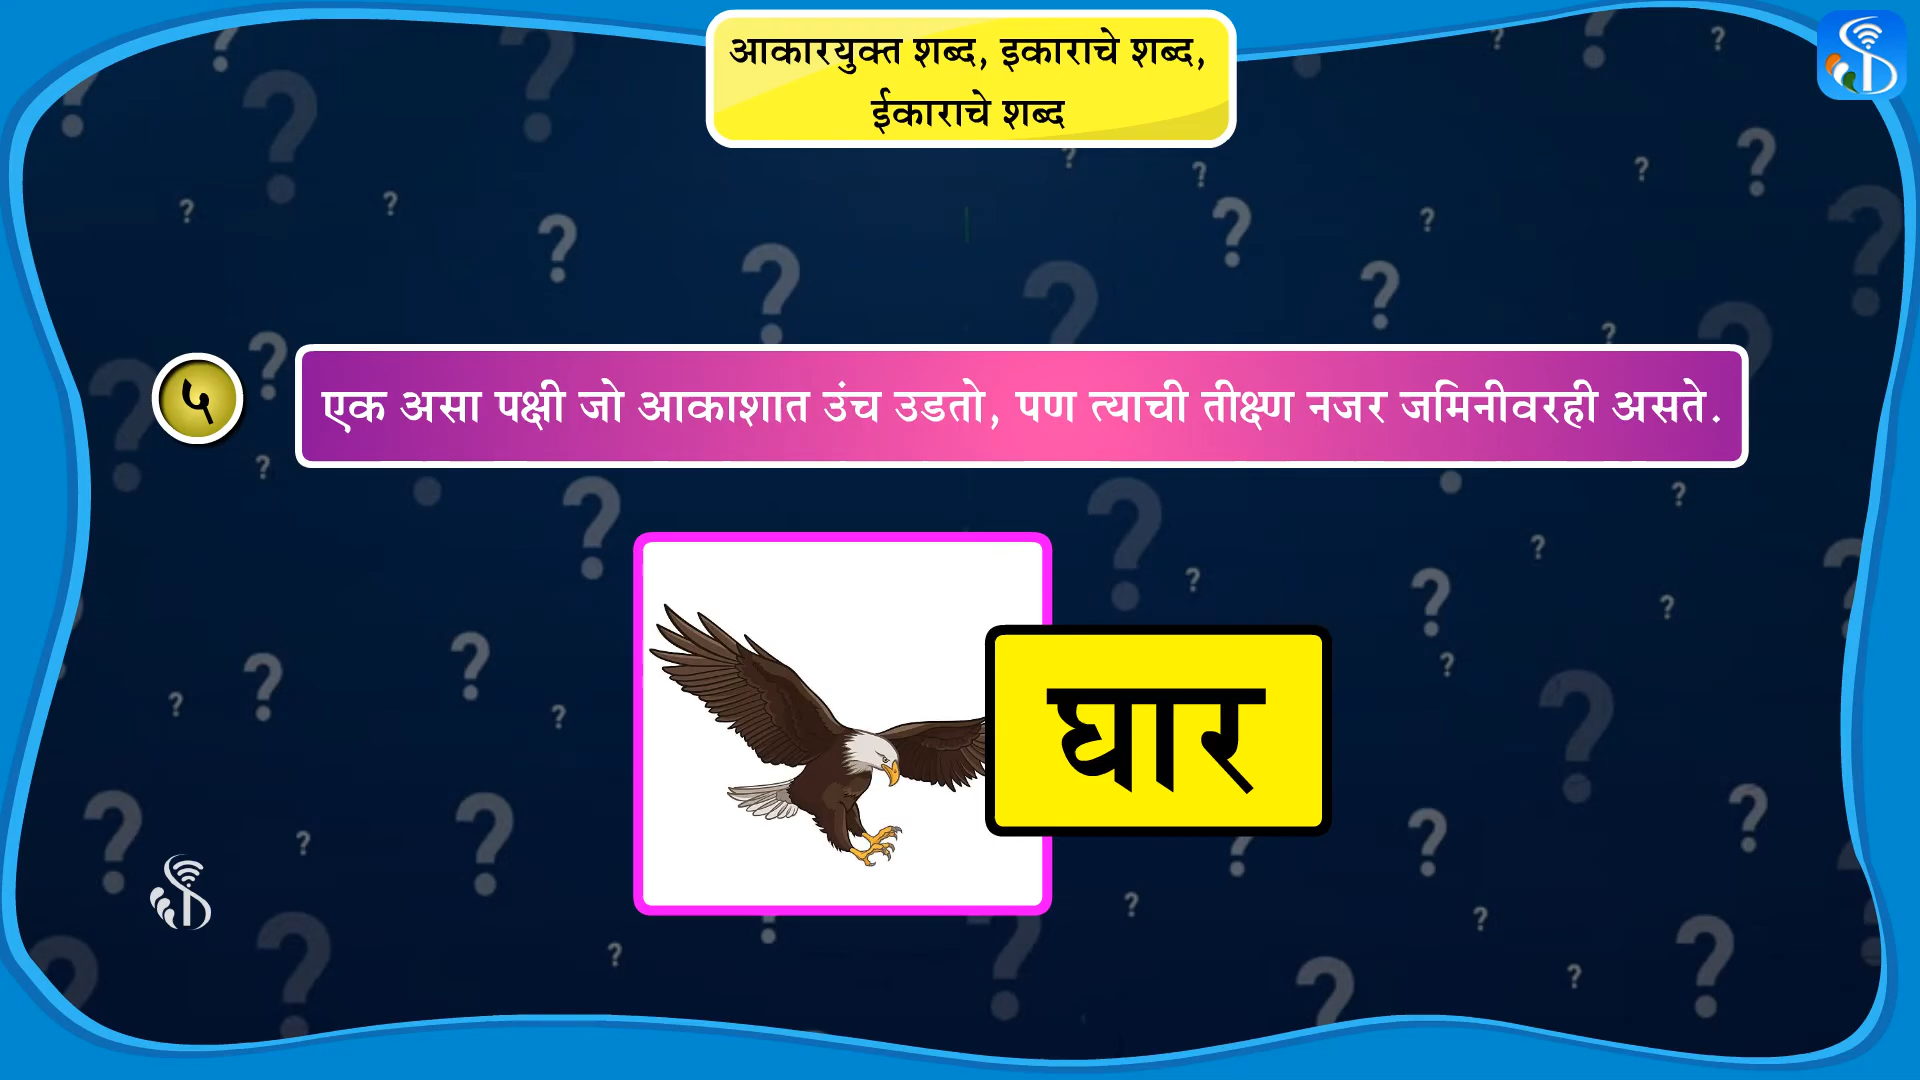 आकारयुक्त शब्द, इकाराचे शब्द,
ईकाराचे शब्द
५
एक असा पक्षी जो आकाशात उंच उडतो, पण त्याची तीक्ष्ण नजर जमिनीवरही असते.
घार